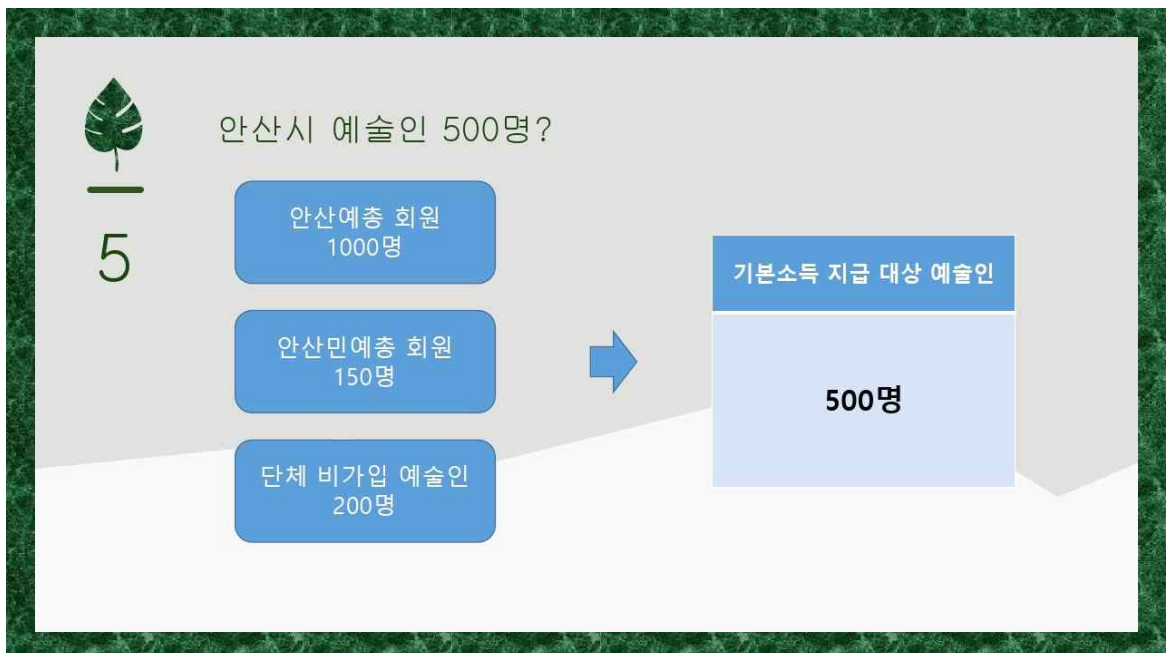 5
안산시 예술인 500명?
안산예총 회원
1000명
안산민예총 회원
150명
단체 비가입 예술인
200명
기본소득 지급 대상 예술인
500명